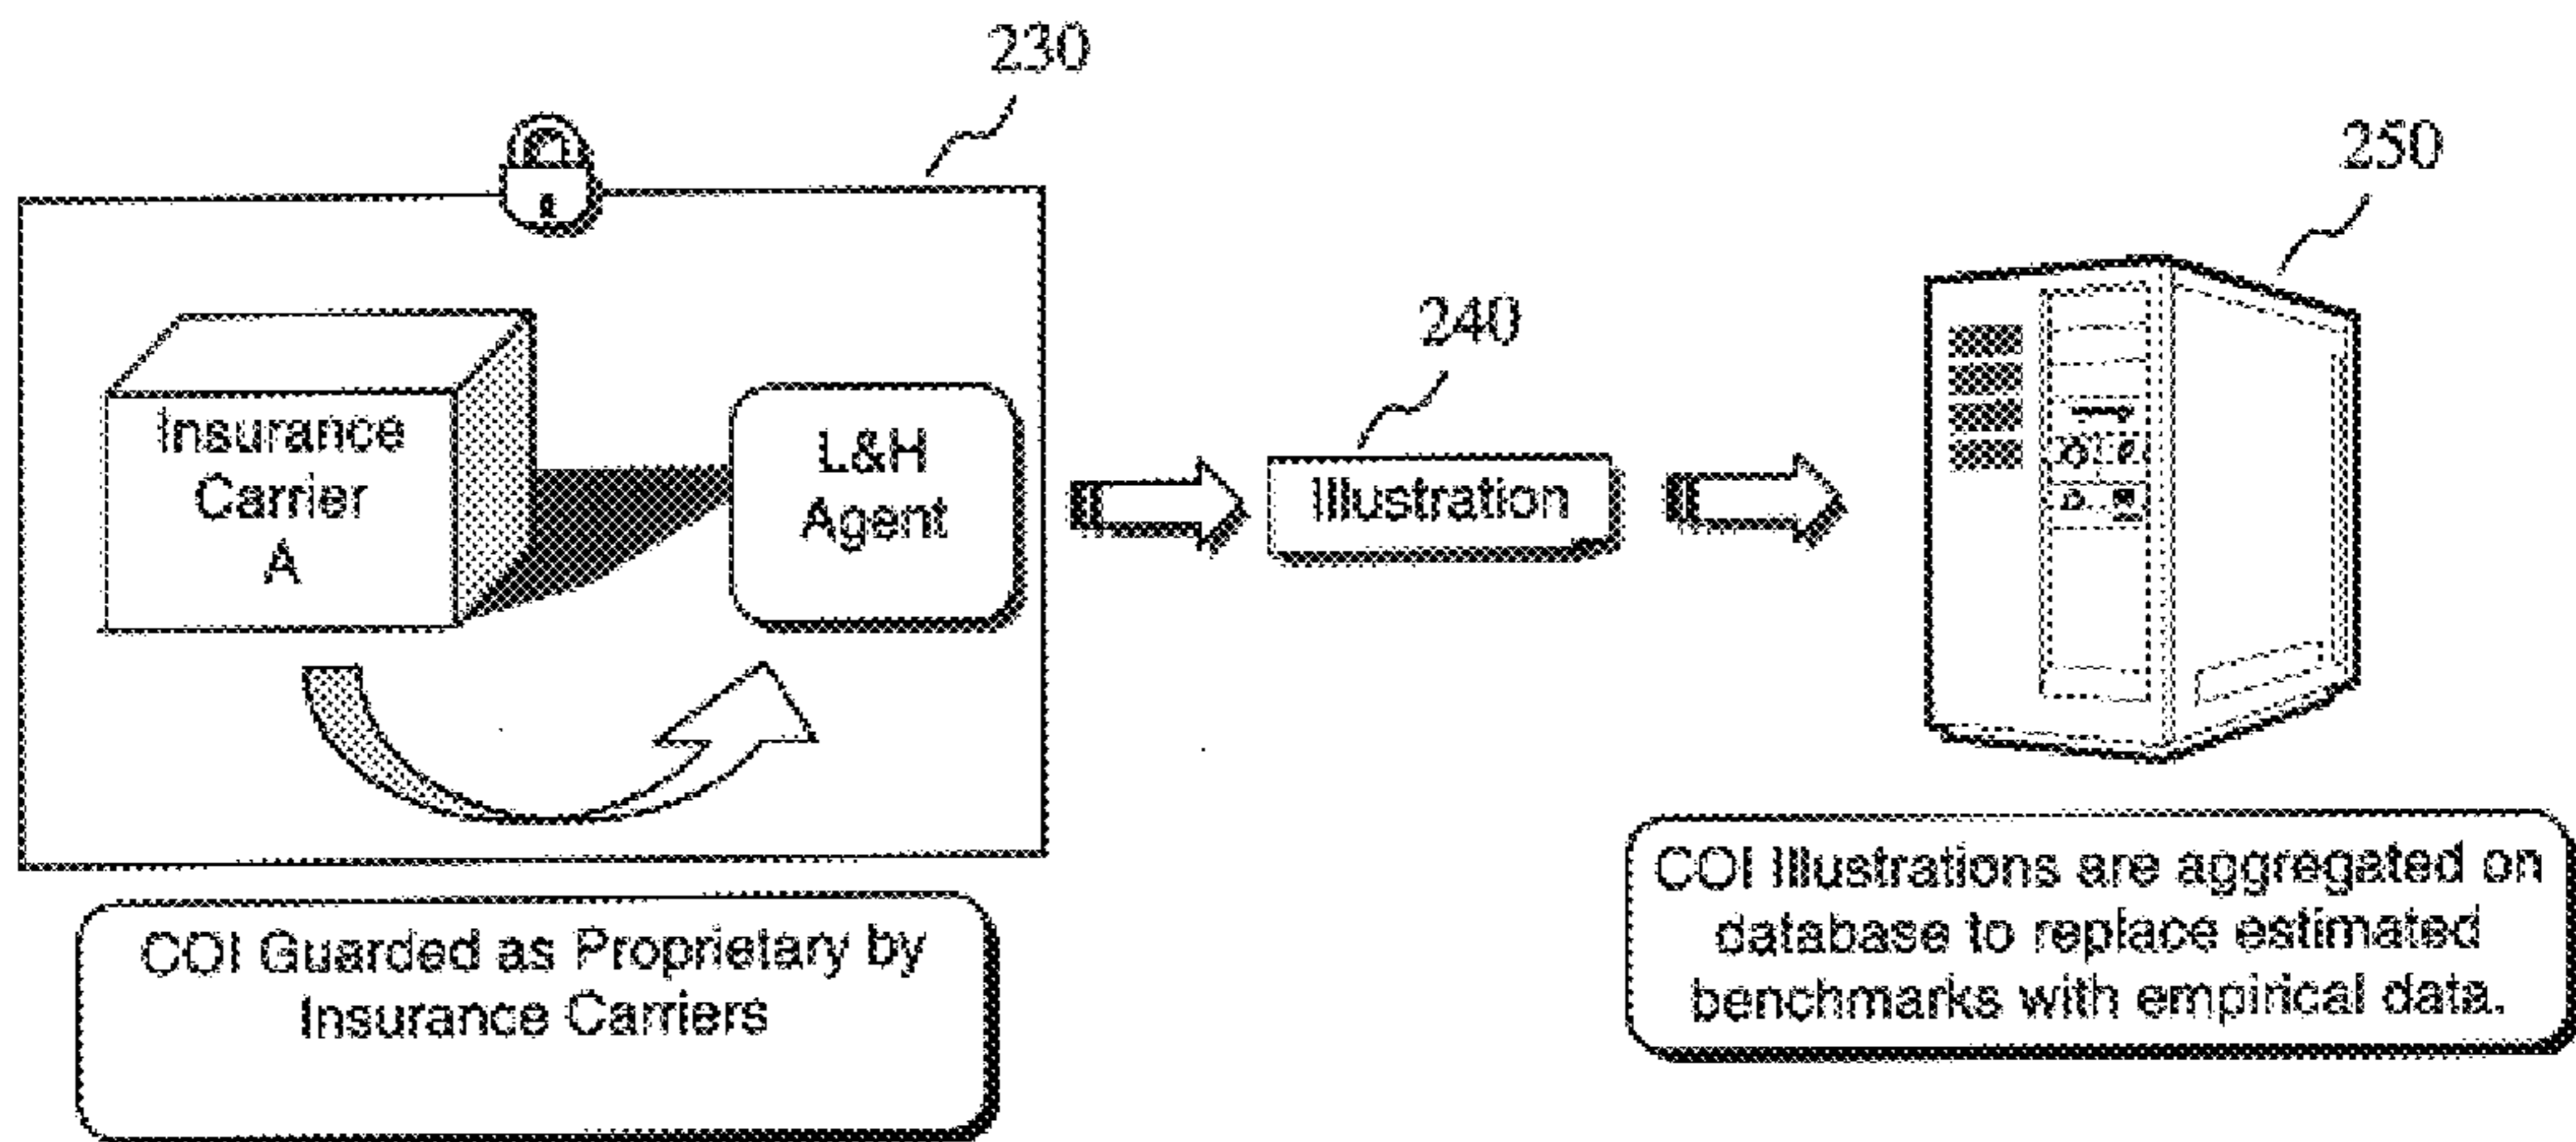 230
250
240
Insurance
Carrier
A
L&H
Agent
Illustration
COI Guarded as Proprietary by
Insurance Carriers
COI Illustrations are aggregated on
database to replace estimated
benchmarks with empirical data.